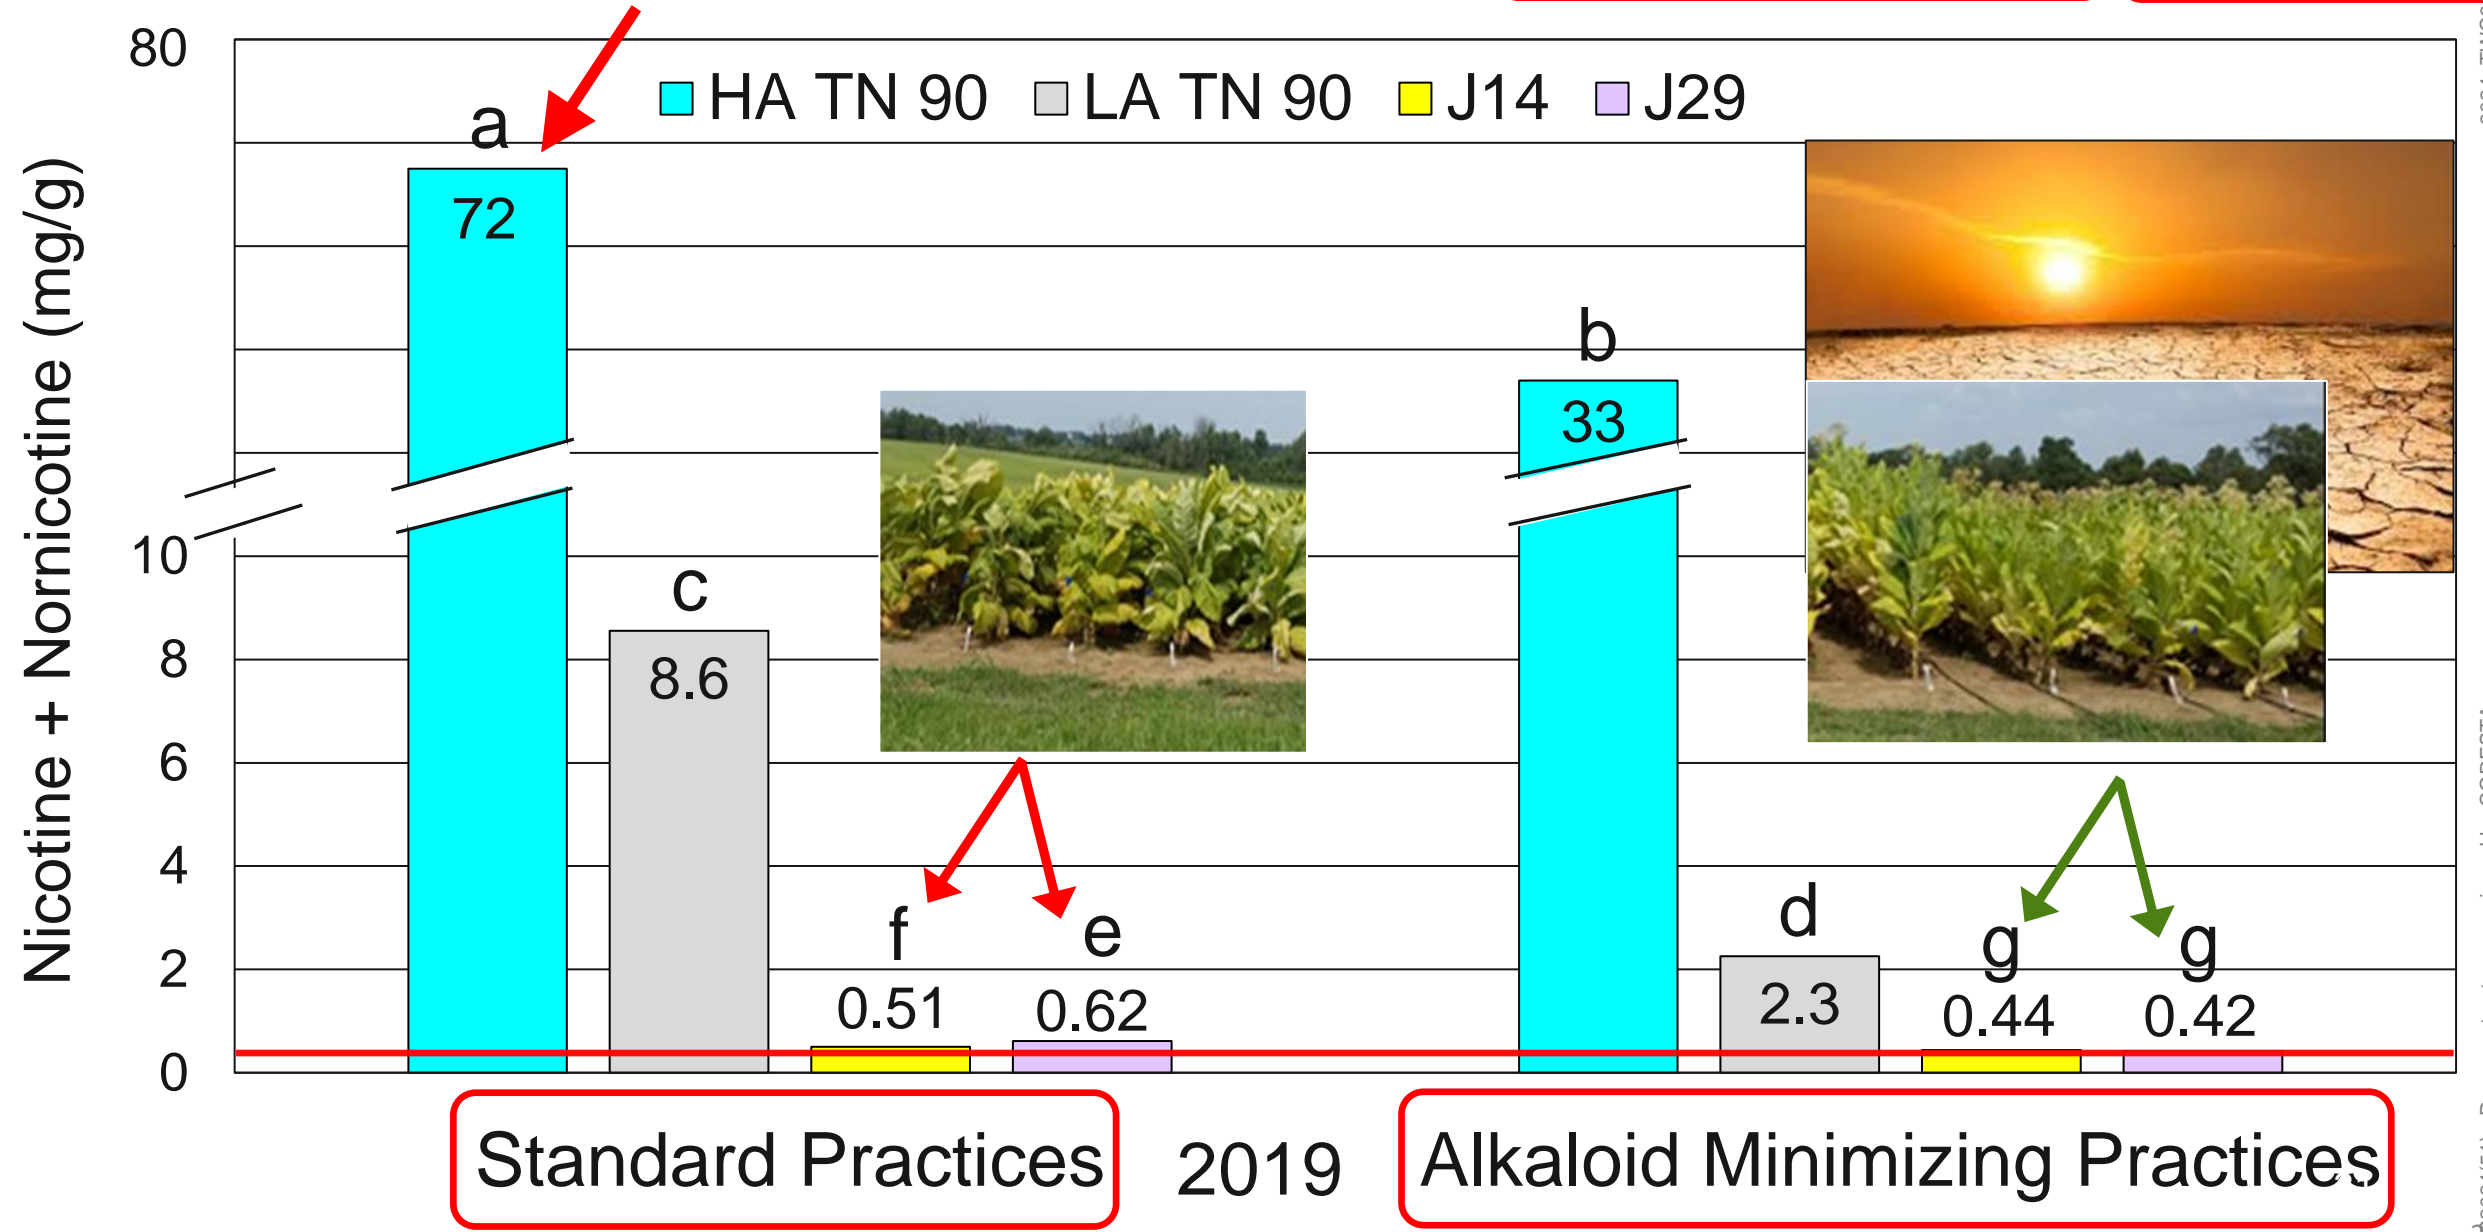 80
HA TN 90 LA TN 90 J14 J29
a
72
b
33
Nicotine + Nornicotine (mg/g)
10
c
8
8.6
6
4
d
f e
g g
2
0.51 0.62
2.3
0.44 0.42
0
Standard Practices 2019 Alkaloid Minimizing Practices